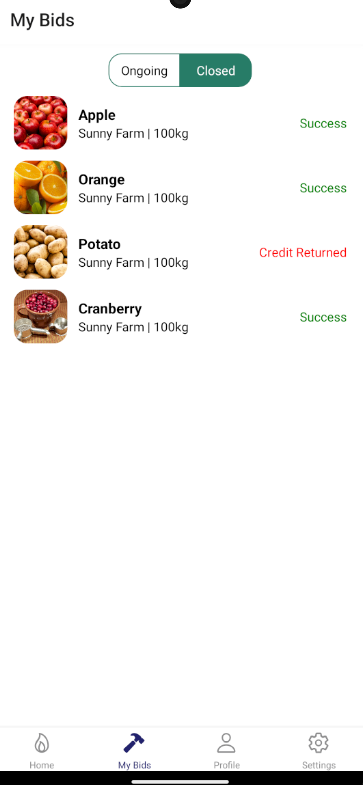 My Bids
Ongoing
Closed
Apple
Sunny Farm | 100kg
Success
Orange
Sunny Farm | 100kg
Success
Potato
Sunny Farm | 100kg
Credit Returned
Cranberry
Sunny Farm | 100kg
Success
Home
My Bids
Profile
Settings